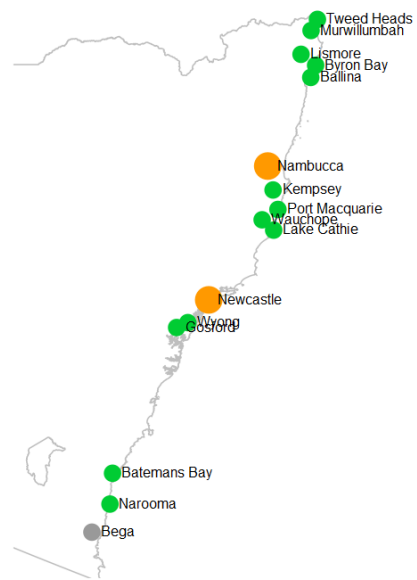 Tweed Heads
Murwillumbah
Lismore
Byron Bay
Ballina
Nambucca
Kempsey
Port Macquarie
Wauchope
Lake Cathie
Newcastle
Wyong
Gosford
Batemans Bay
Narooma
Bega